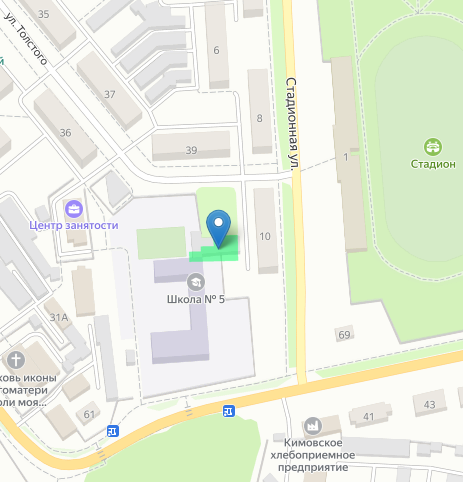 35
ул. Толстого
6
37
Стадионная ул.
8
36
39
1
Стадион
Центр занятости
10
Школа № 5
31А
69
ковь иконы
гоматери
оли моя...
61
41
43
Кимовское
хлебоприемное
предприятие